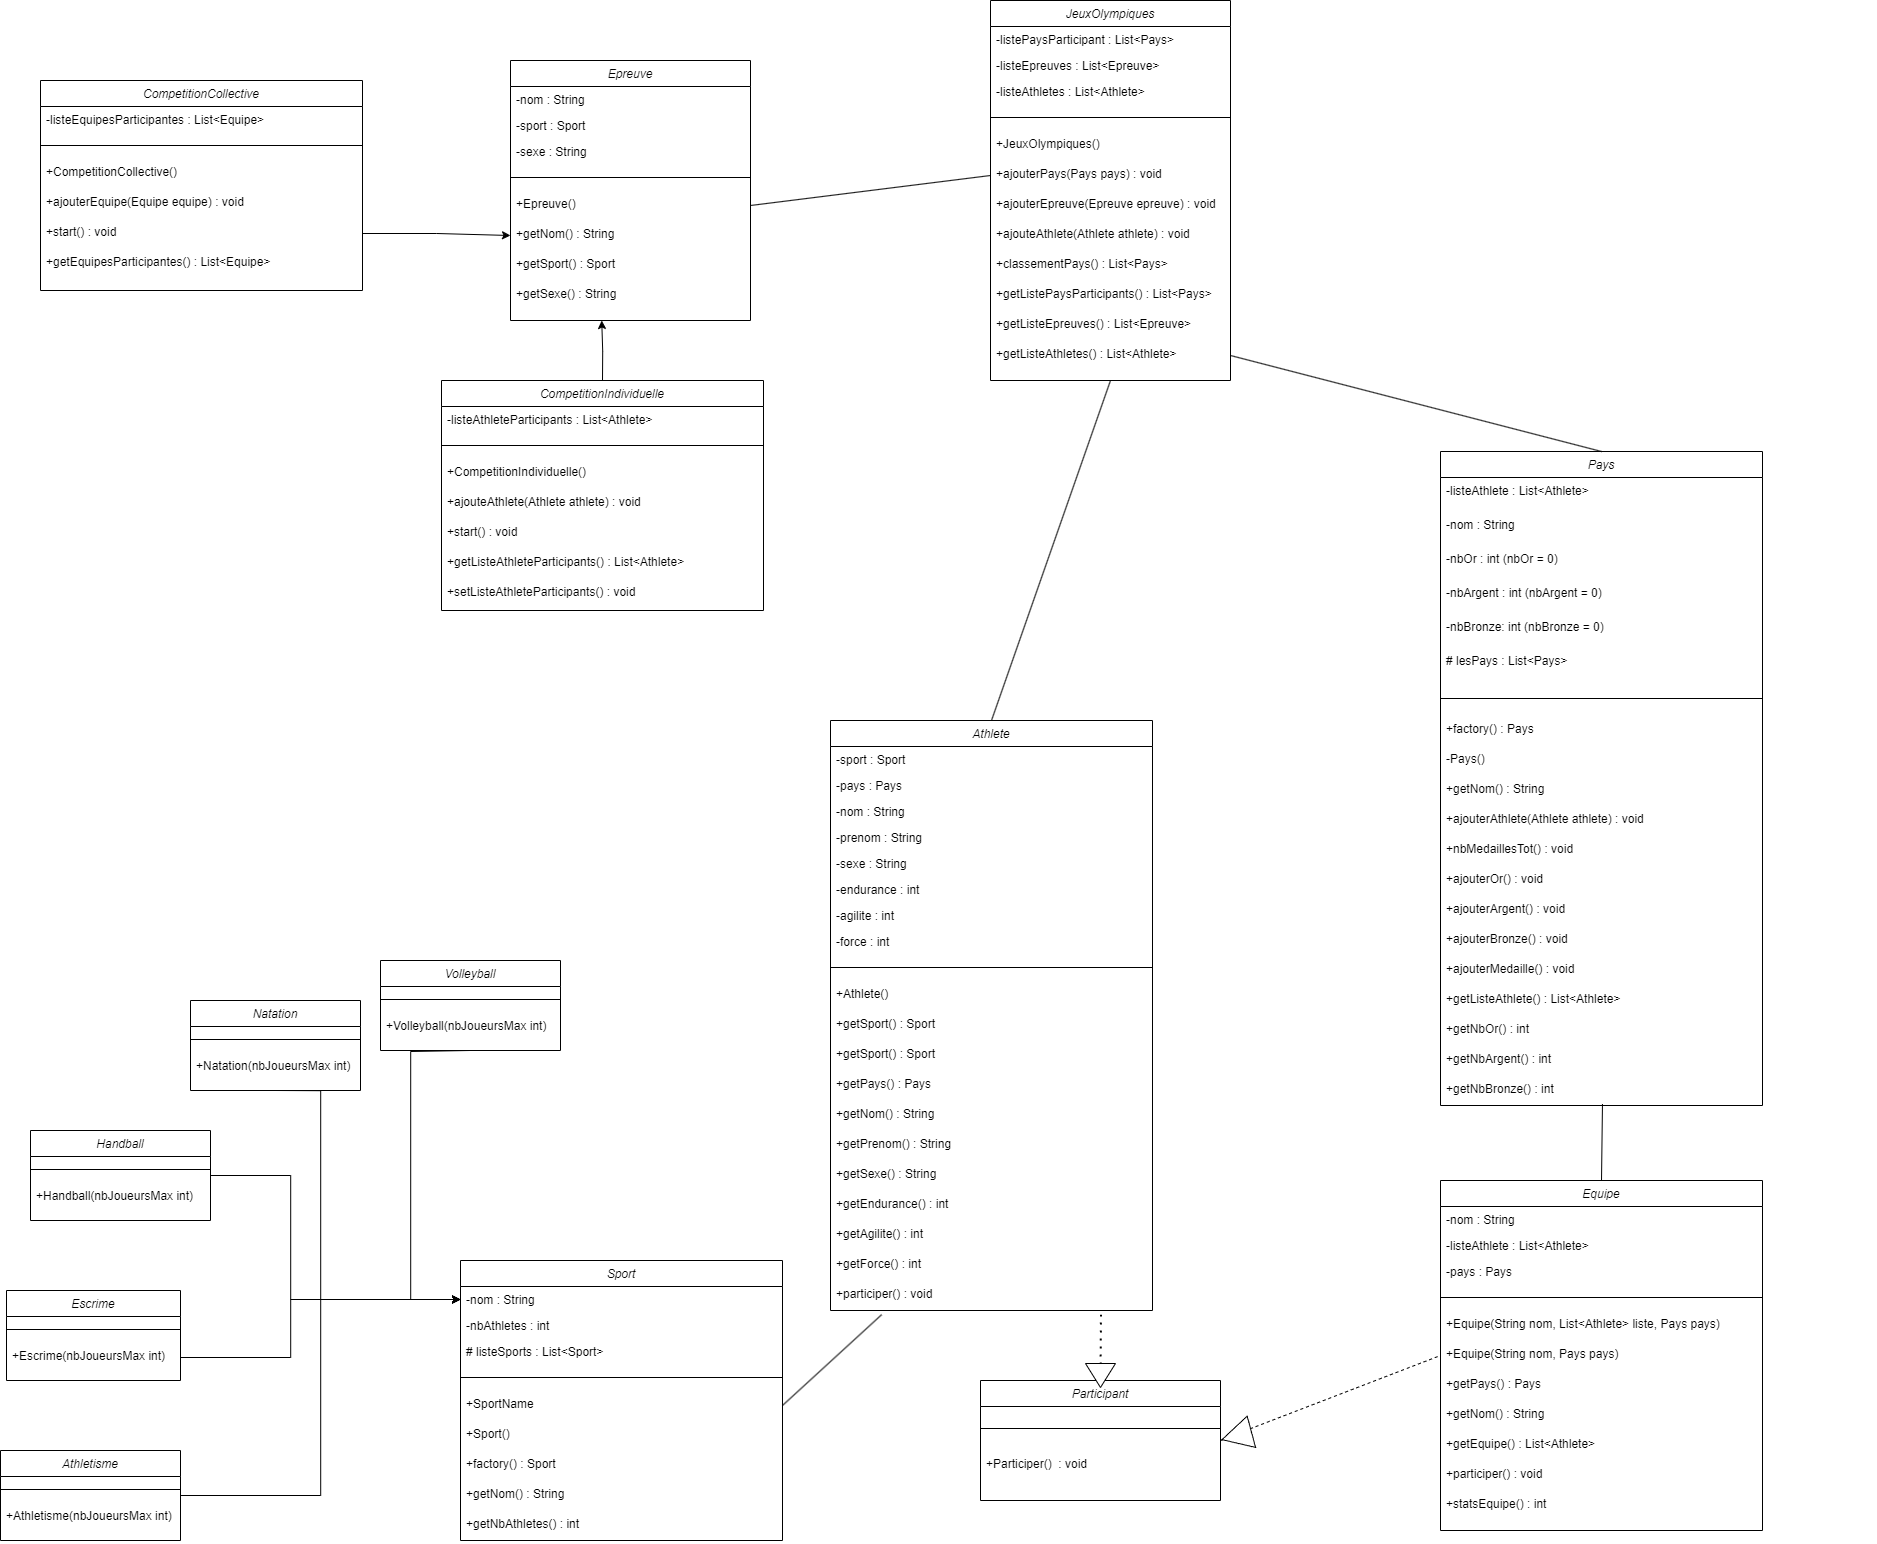 JeuxOlympiques
-listePaysParticipant : List<Pays>
-listeEpreuves : List<Epreuve>
-listeAthletes : List<Athlete>
+JeuxOlympiques()
+ajouterPays(Pays pays) : void
+ajouterEpreuve(Epreuve epreuve) : void
+ajouteAthlete(Athlete athlete) : void
+classementPays() : List<Pays>
+getListePaysParticipants() : List<Pays>
+getListeEpreuves() : List<Epreuve>
+getListeAthletes() : List<Athlete>
Epreuve
-nom : String
-sport : Sport
-sexe : String
+Epreuve()
+getNom() : String
+getSport() : Sport
+getSexe() : String
CompetitionCollective
-listeEquipesParticipantes : List<Equipe>
+CompetitionCollective()
+ajouterEquipe(Equipe equipe) : void
+start() : void
+getEquipesParticipantes() : List<Equipe>
CompetitionIndividuelle
-listeAthleteParticipants : List<Athlete>
+CompetitionIndividuelle()
+ajouteAthlete(Athlete athlete) : void
+start() : void
+getListeAthleteParticipants() : List<Athlete>
+setListeAthleteParticipants() : void
Pays
-listeAthlete : List<Athlete>
-nom : String
-nbOr : int (nbOr = 0)
-nbArgent : int (nbArgent = 0)
-nbBronze: int (nbBronze = 0)
# lesPays : List<Pays>
+factory() : Pays
-Pays()
+getNom() : String
+ajouterAthlete(Athlete athlete) : void
+nbMedaillesTot() : void
+ajouterOr() : void
+ajouterArgent() : void
+ajouterBronze() : void
+ajouterMedaille() : void
+getListeAthlete() : List<Athlete>
+getNbOr() : int
+getNbArgent() : int
+getNbBronze() : int
Athlete
-sport : Sport
-pays : Pays
-nom : String
-prenom : String
-sexe : String
-endurance : int
-agilite : int
-force : int
+Athlete()
+getSport() : Sport
+getSport() : Sport
+getPays() : Pays
+getNom() : String
+getPrenom() : String
+getSexe() : String
+getEndurance() : int
+getAgilite() : int
+getForce() : int
+participer() : void
Volleyball
+Volleyball(nbJoueursMax int)
Natation
+Natation(nbJoueursMax int)
Handball
+Handball(nbJoueursMax int)
Escrime
+Escrime(nbJoueursMax int)
Athletisme
+Athletisme(nbJoueursMax int)
Sport
-nom : String
-nbAthletes : int
# listeSports : List<Sport>
+SportName
+Sport()
+factory() : Sport
+getNom() : String
+getNbAthletes() : int
Participant
+Participer() : void
Equipe
-nom : String
-listeAthlete : List<Athlete>
-pays : Pays
+Equipe(String nom, List<Athlete> liste, Pays pays)
+Equipe(String nom, Pays pays)
+getPays() : Pays
+getNom() : String
+getEquipe() : List<Athlete>
+participer() : void
+statsEquipe() : int